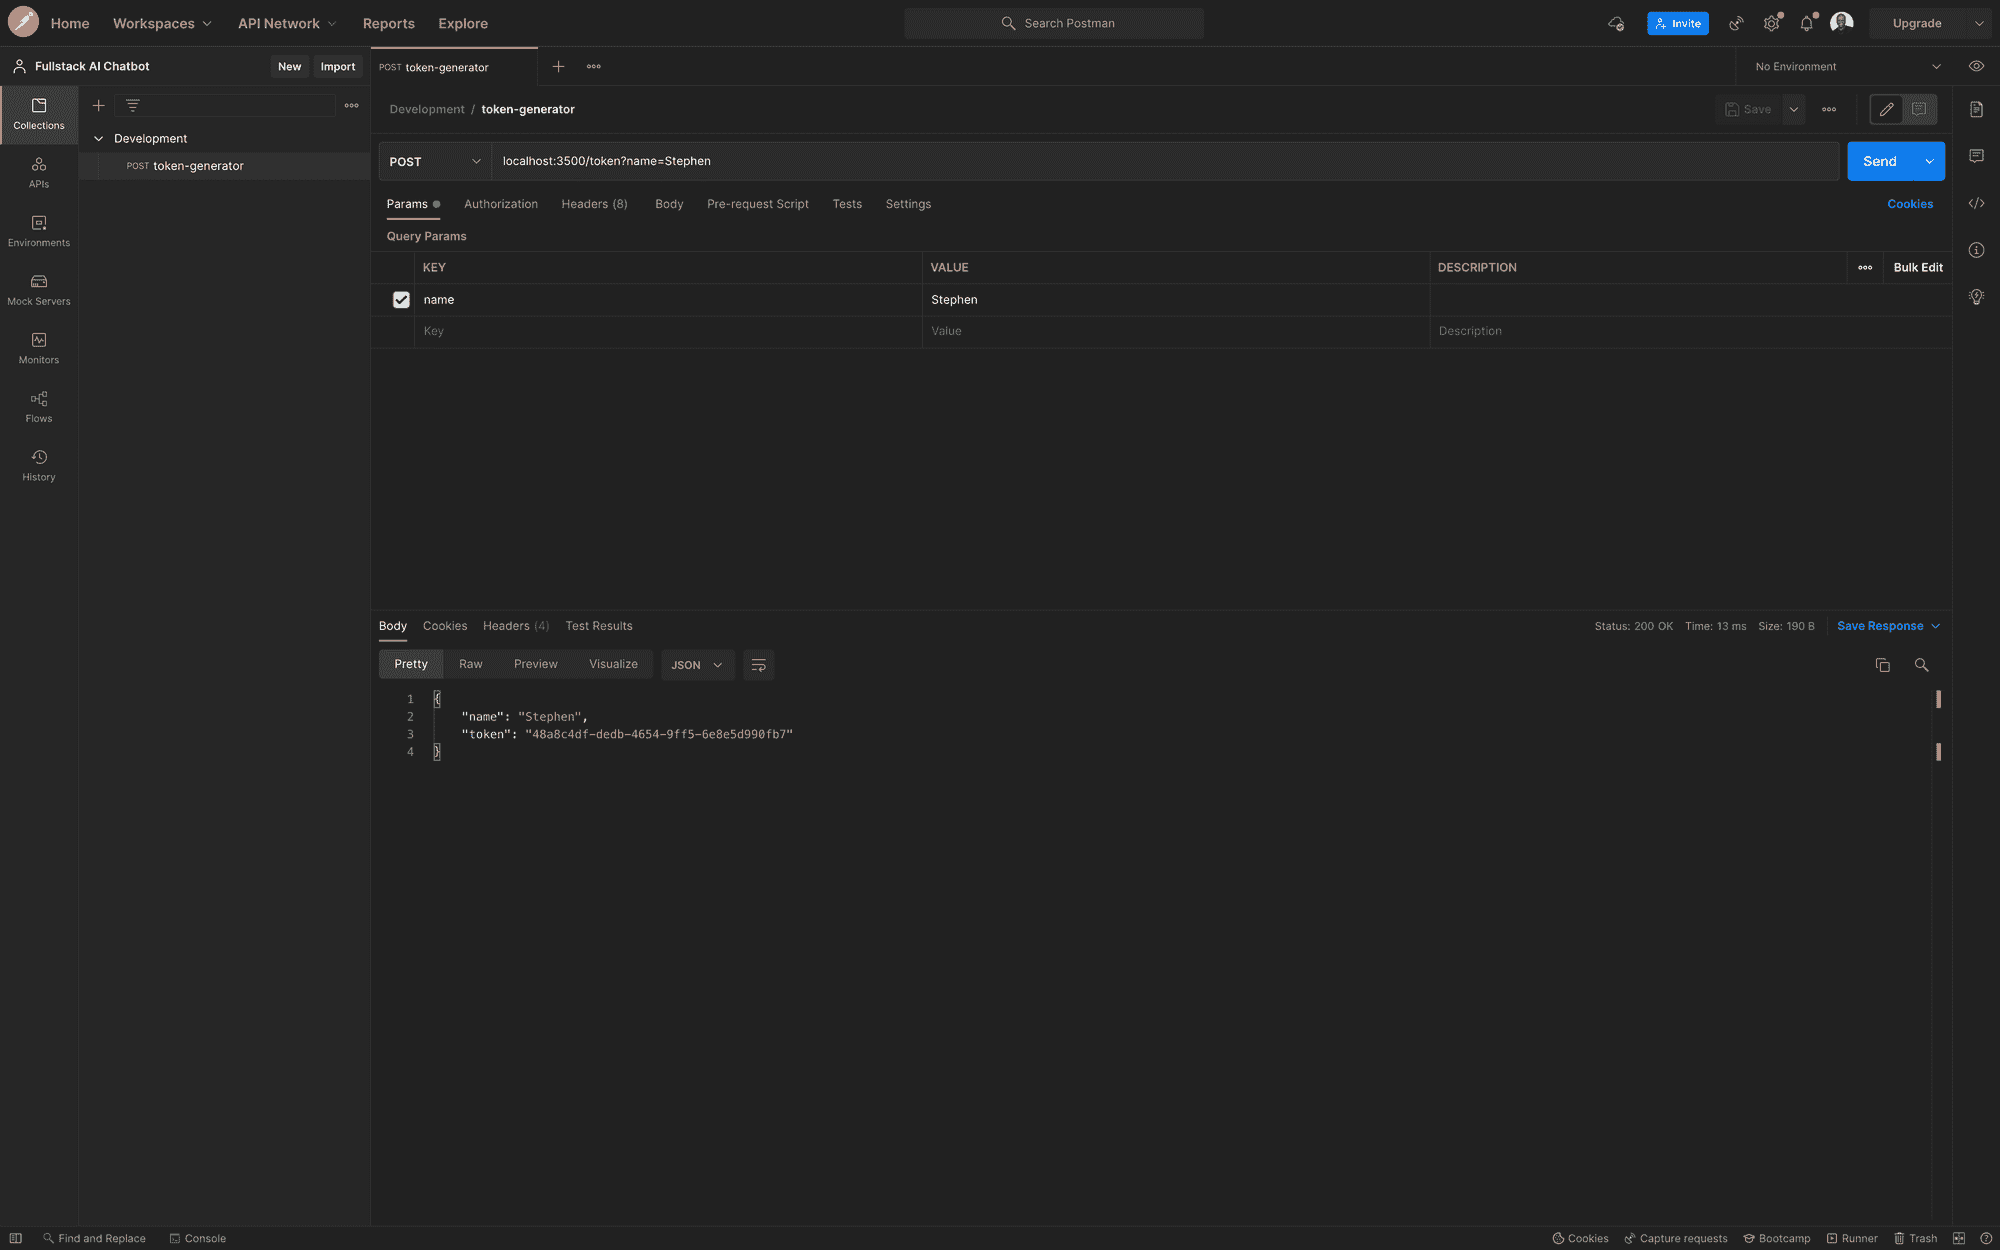 Home Workspaces API Network Reports Explore Search Postman Invite Upgrade
Fullstack AI Chatbot New Import POST token-generator No Environment
Collections
APIs
Environments
Mock Servers
Monitors
Flows
History
Development
POST token-generator
Development / token-generator Save
POST localhost:3500/token?name=Stephen Send
Params Authorization Headers (8) Body Pre-request Script Tests Settings Cookies
Query Params
KEY VALUE DESCRIPTION Bulk Edit
name Stephen
Key Value Description
Body Cookies Headers (4) Test Results Status: 200 OK Time: 13 ms Size: 190 B Save Response
Pretty Raw Preview Visualize JSON
1 {
2 "name": "Stephen",
3 "token": "48a8c4df-dedb-4654-9ff5-6e8e5d990fb7"
4 }
Find and Replace Console Cookies Capture requests Bootcamp Runner Trash